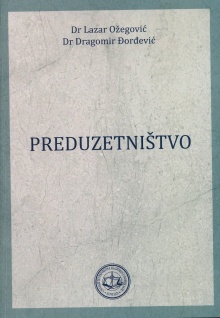 Dr Lazar Ožegović
Dr Dragomir Đorđević
PREDUZETNIŠTVO